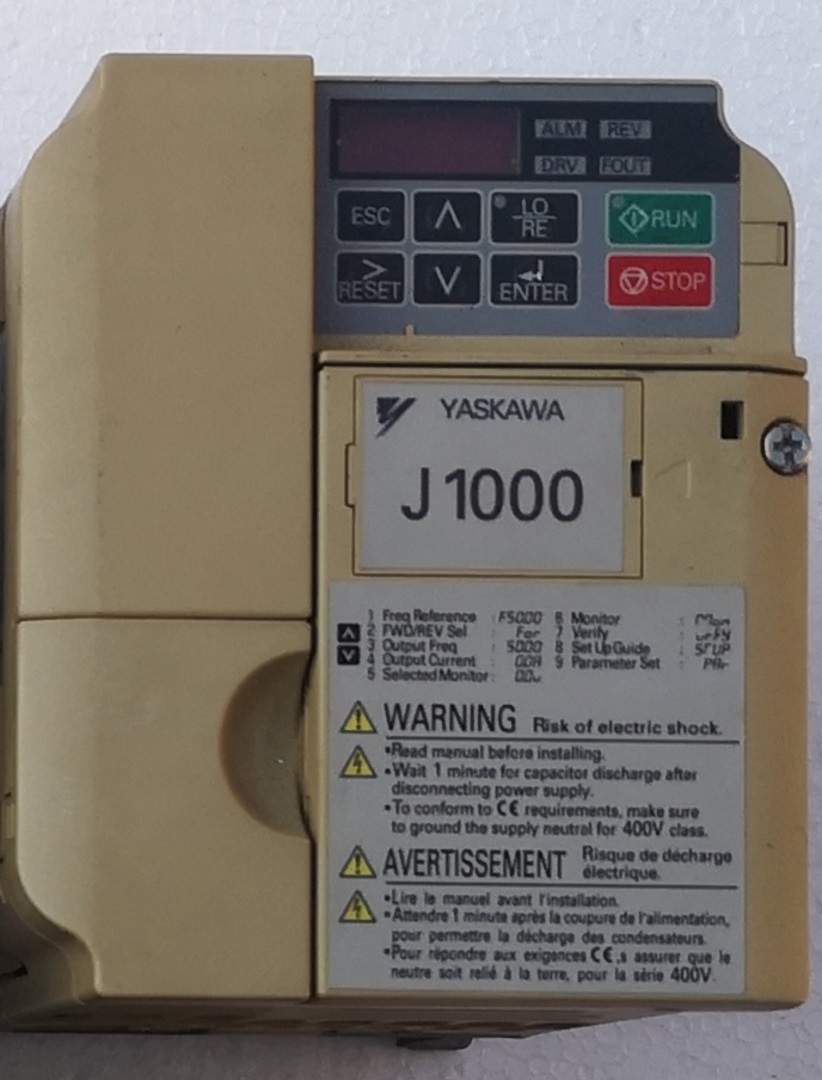 ALM REV
DRV FOUT
ESC ∧ LO/RE RUN
> RESET ∨ ENTER STOP
YASKAWA
J1000
1 Freq Reference : F5000 6 Monitor : Mon
2 FWD/REV Sel : For 7 Verify : vrFy
3 Output Freq : 5000 8 Set Up Guide : STUP
4 Output Current : 00A 9 Parameter Set : PAr
5 Selected Monitor: 00v
WARNING Risk of electric shock.
•Read manual before installing.
•Wait 1 minute for capacitor discharge after
disconnecting power supply.
•To conform to CE requirements, make sure
to ground the supply neutral for 400V class.
AVERTISSEMENT Risque de décharge
électrique.
•Lire le manuel avant l'installation.
•Attendre 1 minute après la coupure de l'alimentation,
pour permettre la décharge des condensateurs.
•Pour répondre aux exigences CE,s assurer que le
neutre soit relié à la terre, pour la série 400V.